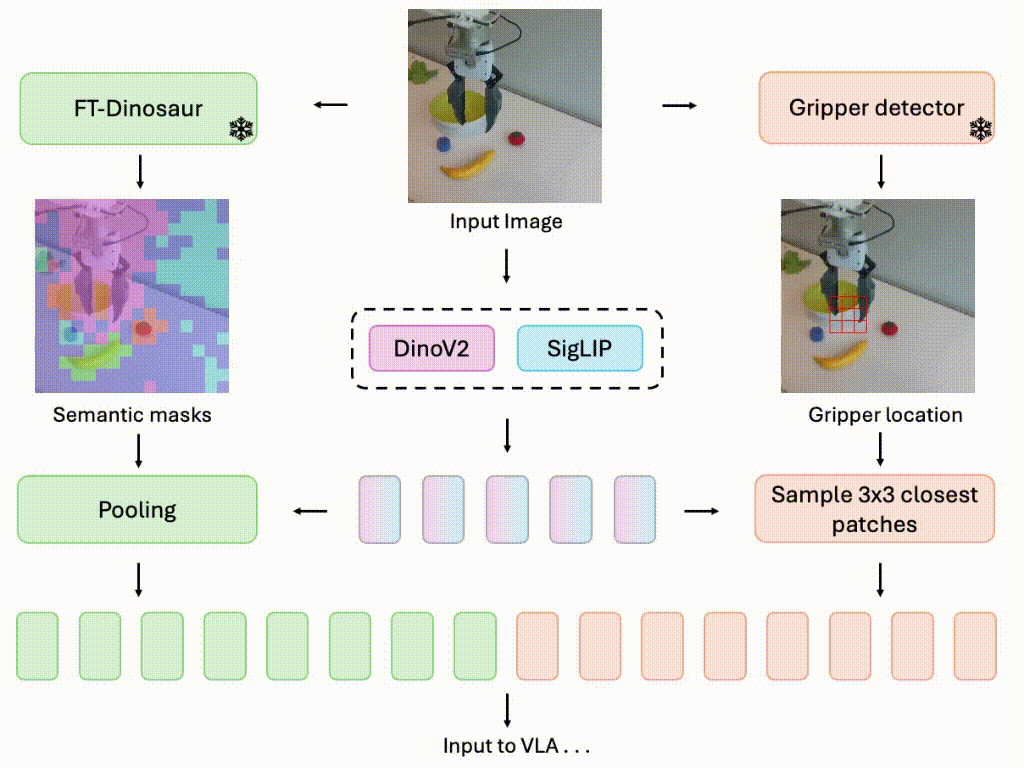 FT-Dinosaur
Gripper detector
Input Image
DinoV2
SigLIP
Semantic masks
Gripper location
Pooling
Sample 3x3 closest
patches
Input to VLA . . .